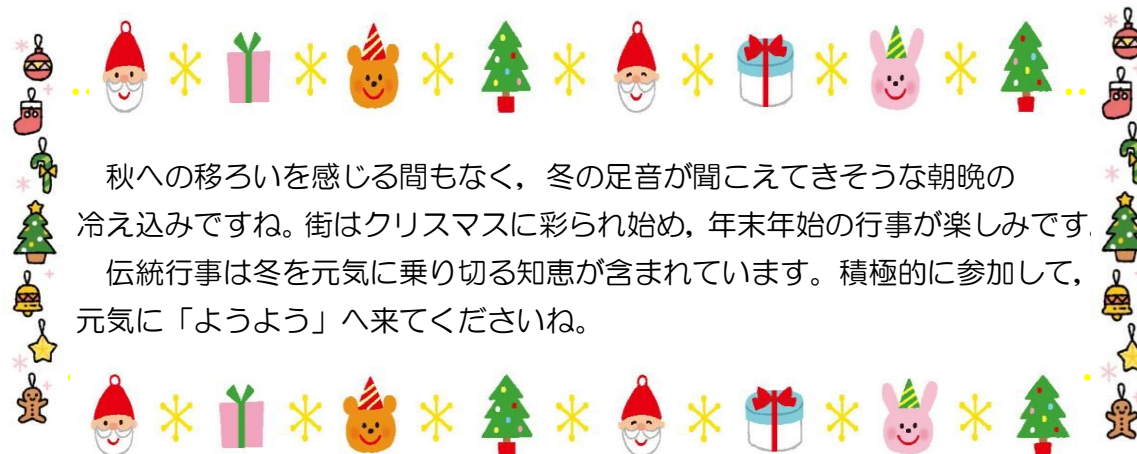 秋への移ろいを感じる間もなく，冬の足音が聞こえてきそうな朝晩の
冷え込みですね。街はクリスマスに彩られ始め，年末年始の行事が楽しみです。
　伝統行事は冬を元気に乗り切る知恵が含まれています。積極的に参加して，
元気に「ようよう」へ来てくださいね。